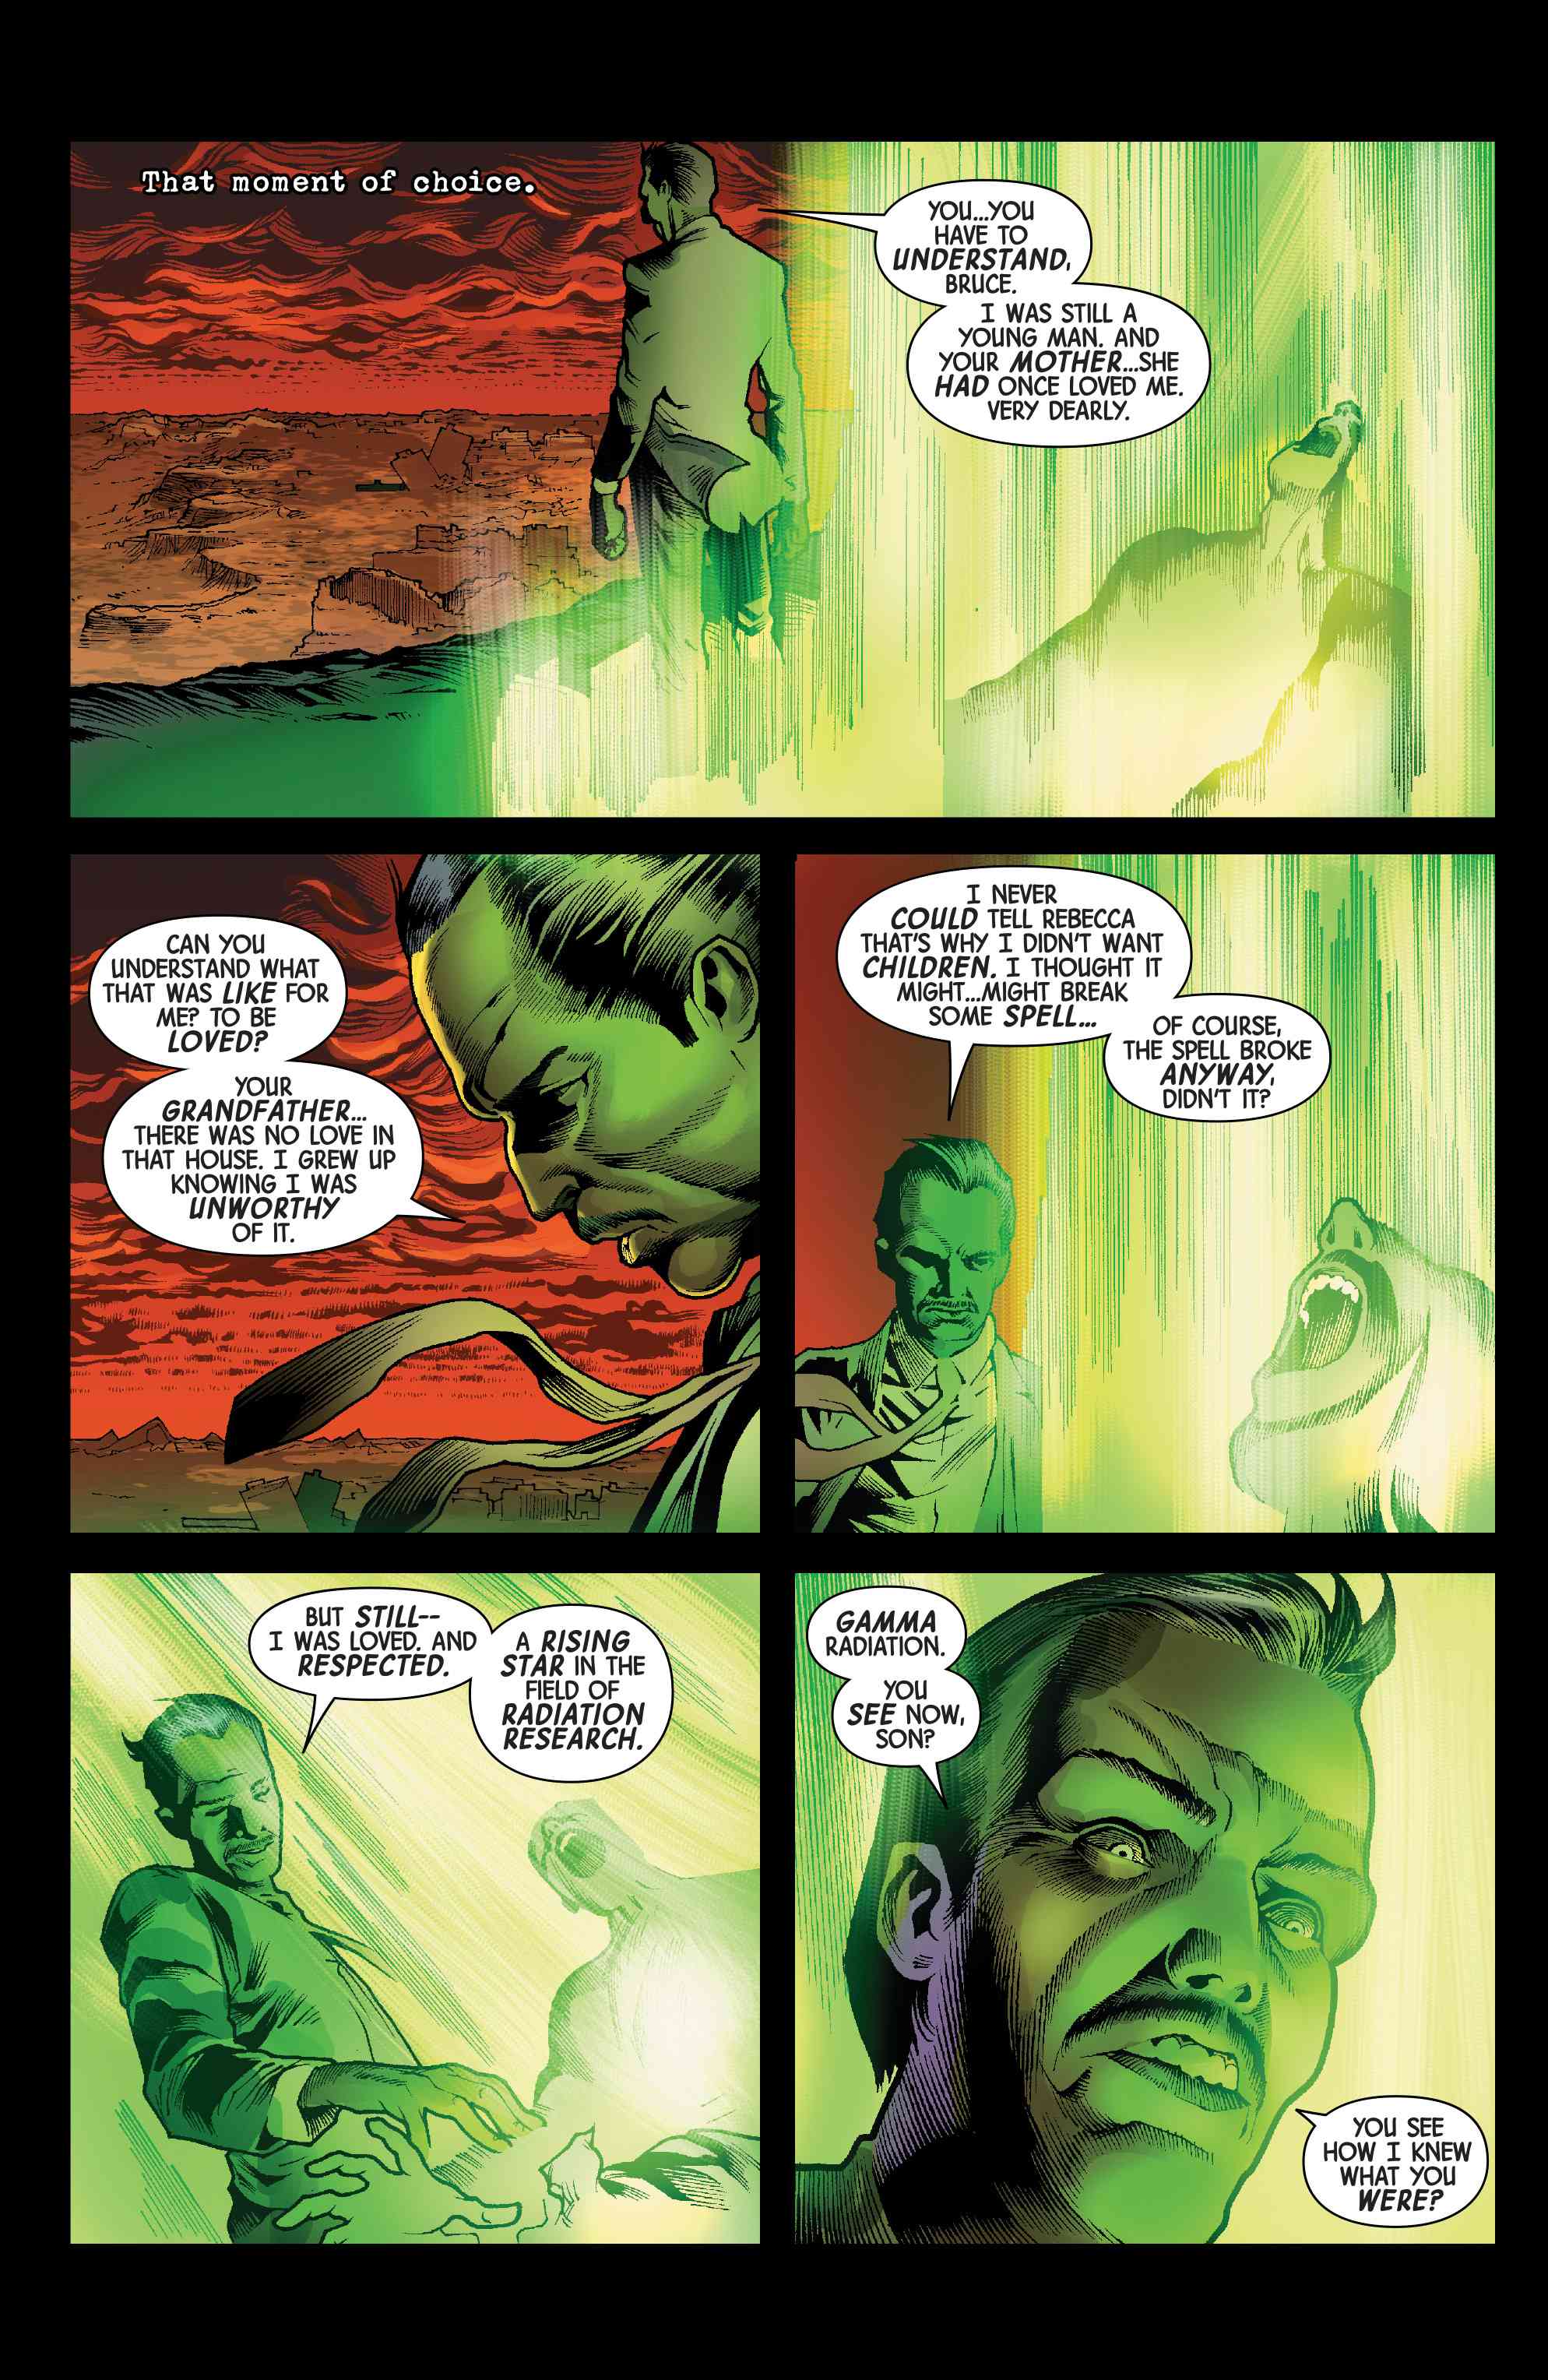 That moment of choice.
YOU...YOU
HAVE TO
UNDERSTAND,
BRUCE.
I WAS STILL A
YOUNG MAN. AND
YOUR MOTHER...SHE
HAD ONCE LOVED ME.
VERY DEARLY.
CAN YOU
UNDERSTAND WHAT
THAT WAS LIKE FOR
ME? TO BE
LOVED?
YOUR
GRANDFATHER...
THERE WAS NO LOVE IN
THAT HOUSE. I GREW UP
KNOWING I WAS
UNWORTHY
OF IT.
I NEVER
COULD TELL REBECCA
THAT'S WHY I DIDN'T WANT
CHILDREN. I THOUGHT IT
MIGHT...MIGHT BREAK
SOME SPELL...
OF COURSE,
THE SPELL BROKE
ANYWAY,
DIDN'T IT?
BUT STILL--
I WAS LOVED. AND
RESPECTED.
A RISING
STAR IN THE
FIELD OF
RADIATION
RESEARCH.
GAMMA
RADIATION.
YOU
SEE NOW,
SON?
YOU SEE
HOW I KNEW
WHAT YOU
WERE?